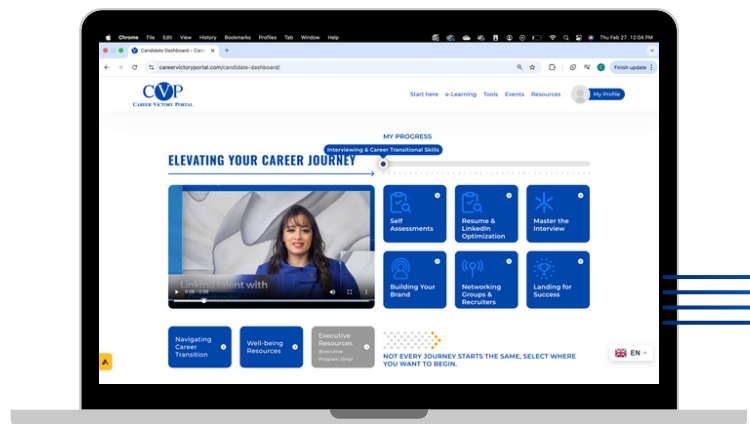 Chrome File Edit View History Bookmarks Profiles Tab Window Help Thu Feb 27 12:04 PM
Candidate Dashboard – Care
careervictoryportal.com/candidate-dashboard/ Finish update
CVP
CAREER VICTORY PORTAL
Start here e-Learning Tools Events Resources My Profile
MY PROGRESS
Interviewing & Career Transitional Skills
ELEVATING YOUR CAREER JOURNEY
Self
Assessments
Resume &
LinkedIn
Optimization
Master the
Interview
Linking talent with
Building Your
Brand
Networking
Groups &
Recruiters
Landing for
Success
Navigating
Career
Transition
Well-being
Resources
Executive
Resources
(Executive
Program Only)
NOT EVERY JOURNEY STARTS THE SAME, SELECT WHERE
YOU WANT TO BEGIN.
EN